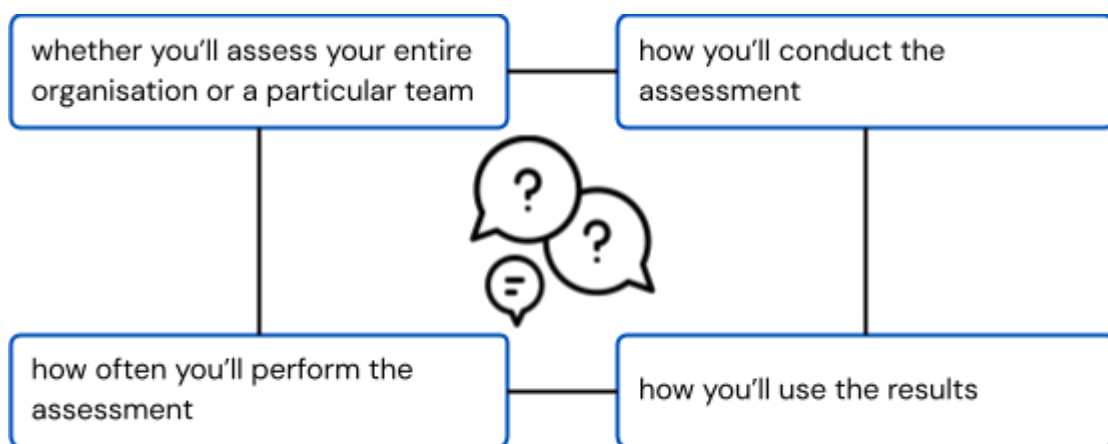 whether you’ll assess your entire
organisation or a particular team
how you’ll conduct the
assessment
how often you’ll perform the
assessment
how you’ll use the results
? 
?